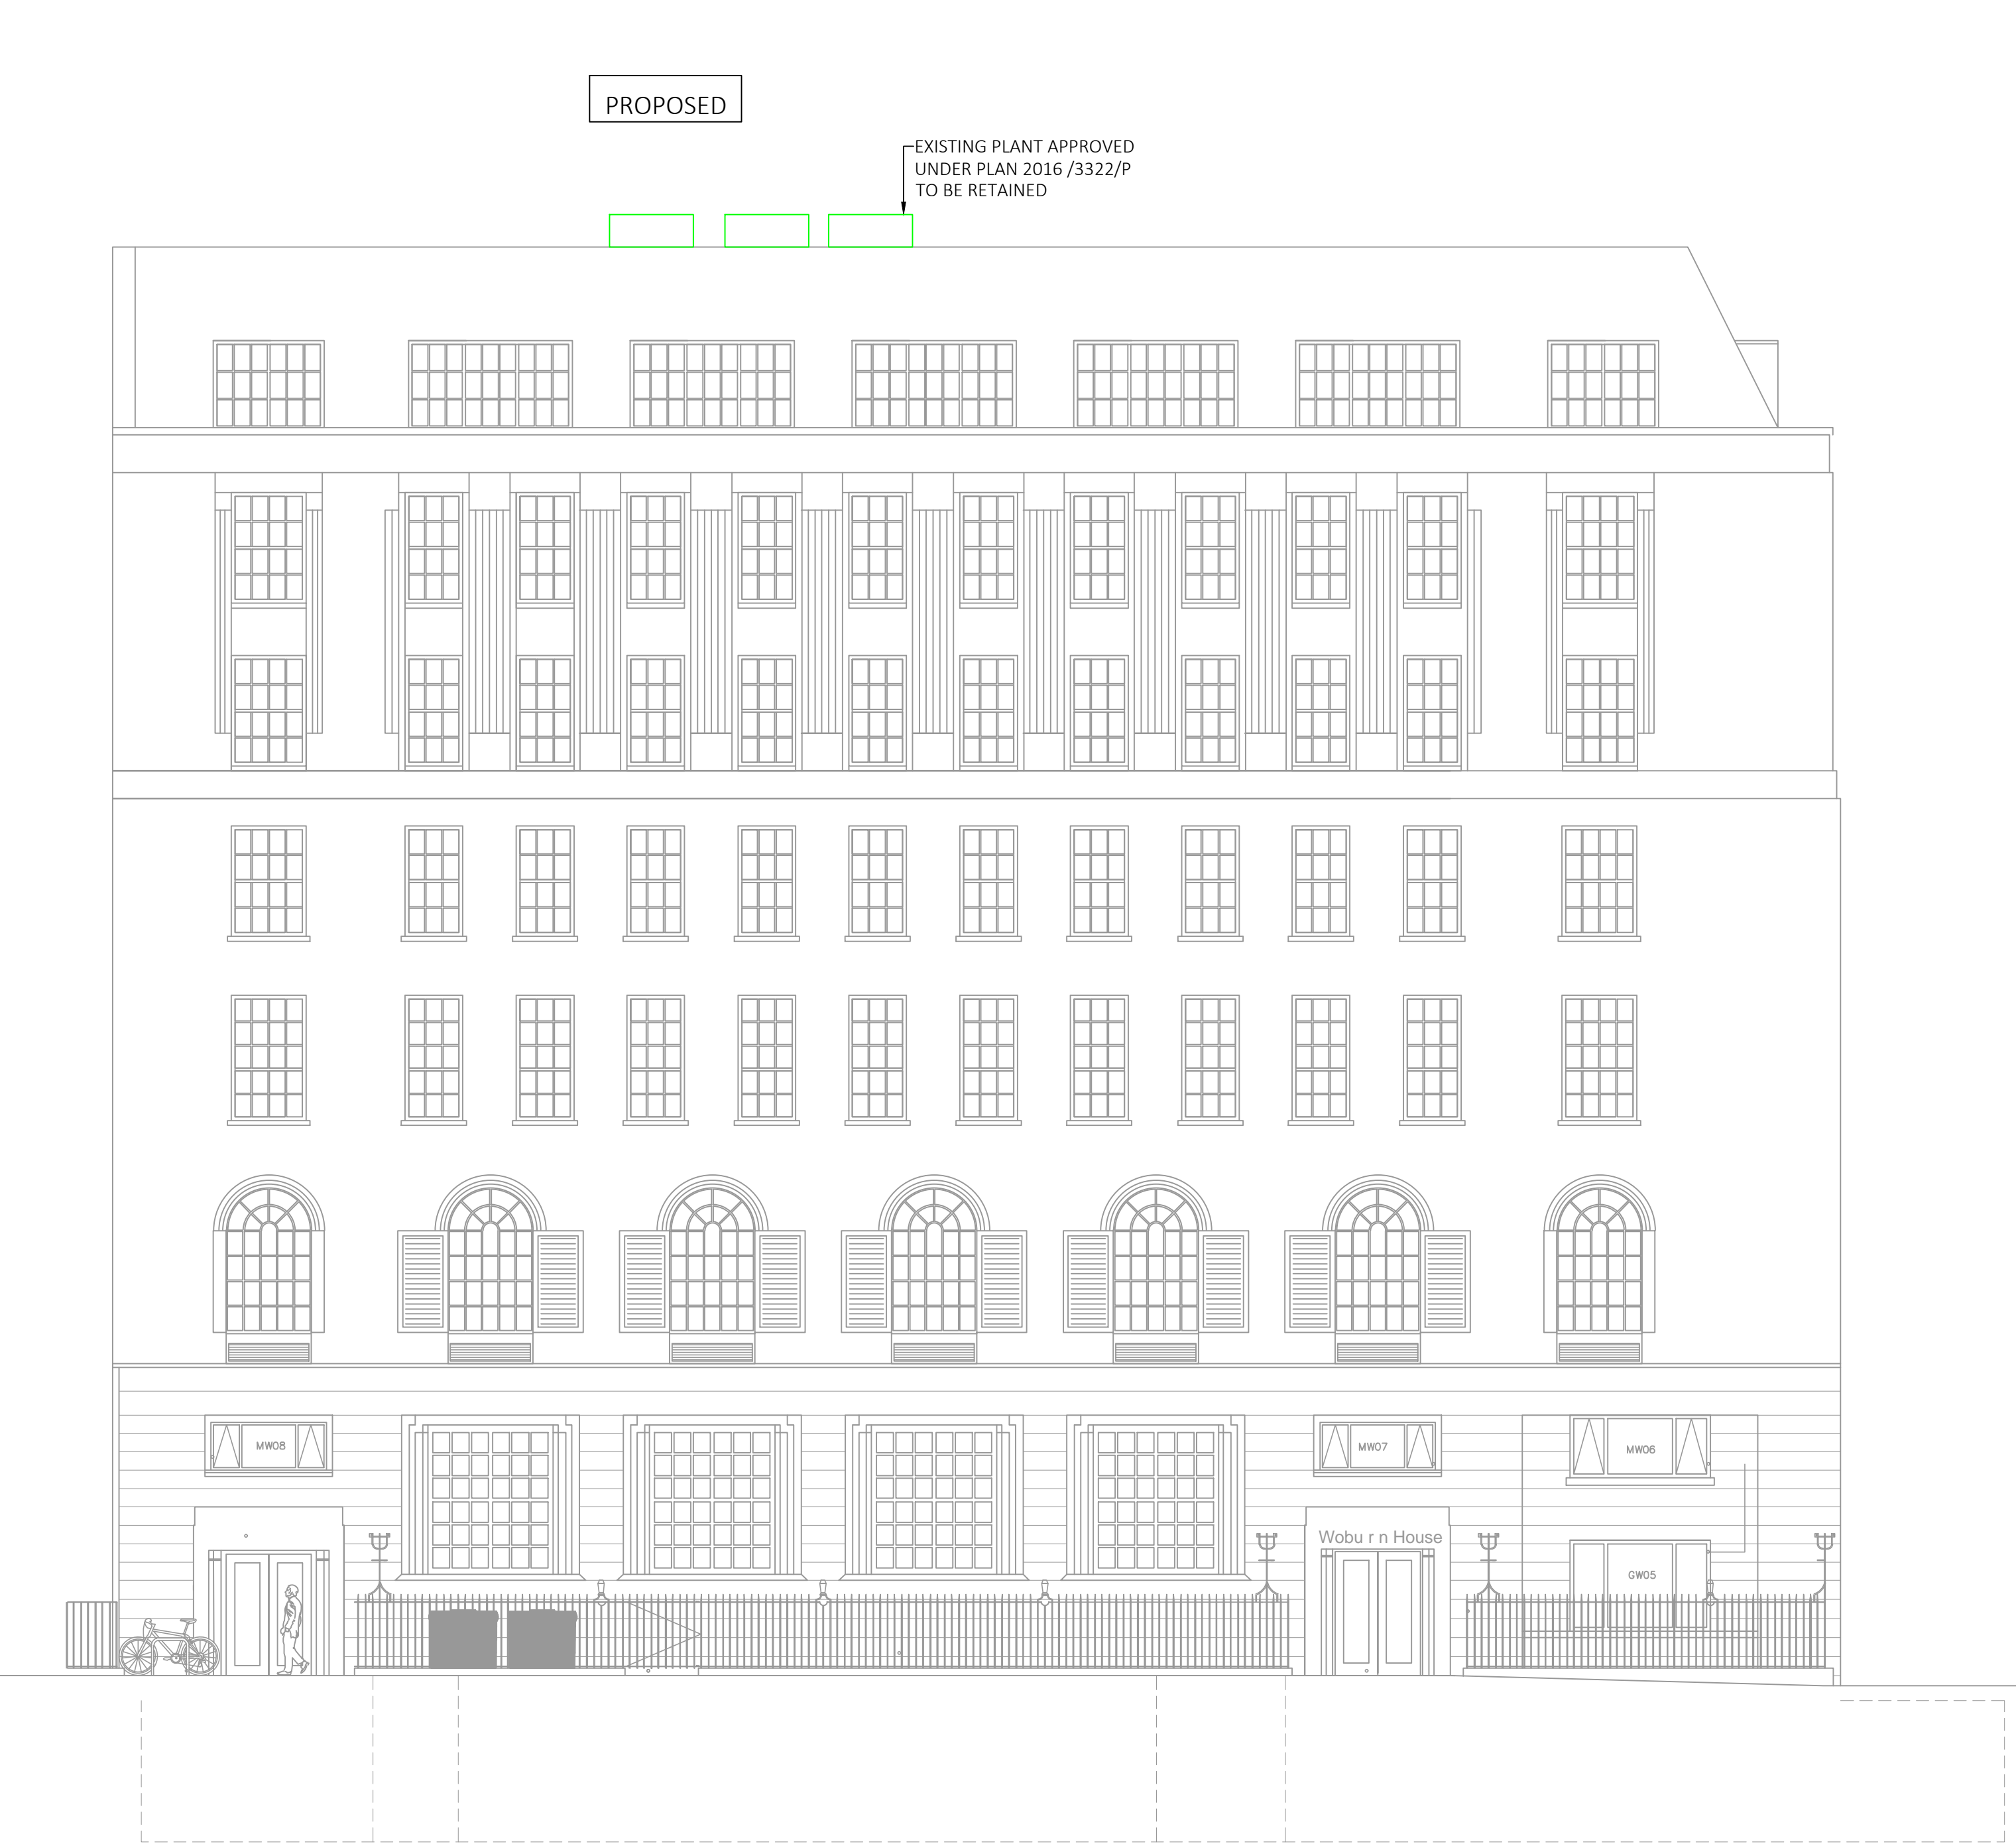 PROPOSED
EXISTING PLANT APPROVED
UNDER PLAN 2016 /3322/P
TO BE RETAINED
MW08
MW07
MW06
Wobu r n House
GW05